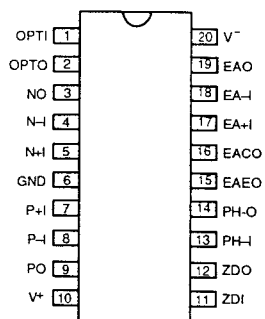 OPTI 1
OPTO 2
NO 3
N–I 4
N+I 5
GND 6
P+I 7
P–I 8
PO 9
V+ 10
20 V–
19 EAO
18 EA–I
17 EA+I
16 EACO
15 EAEO
14 PH-O
13 PH–I
12 ZDO
11 ZDI